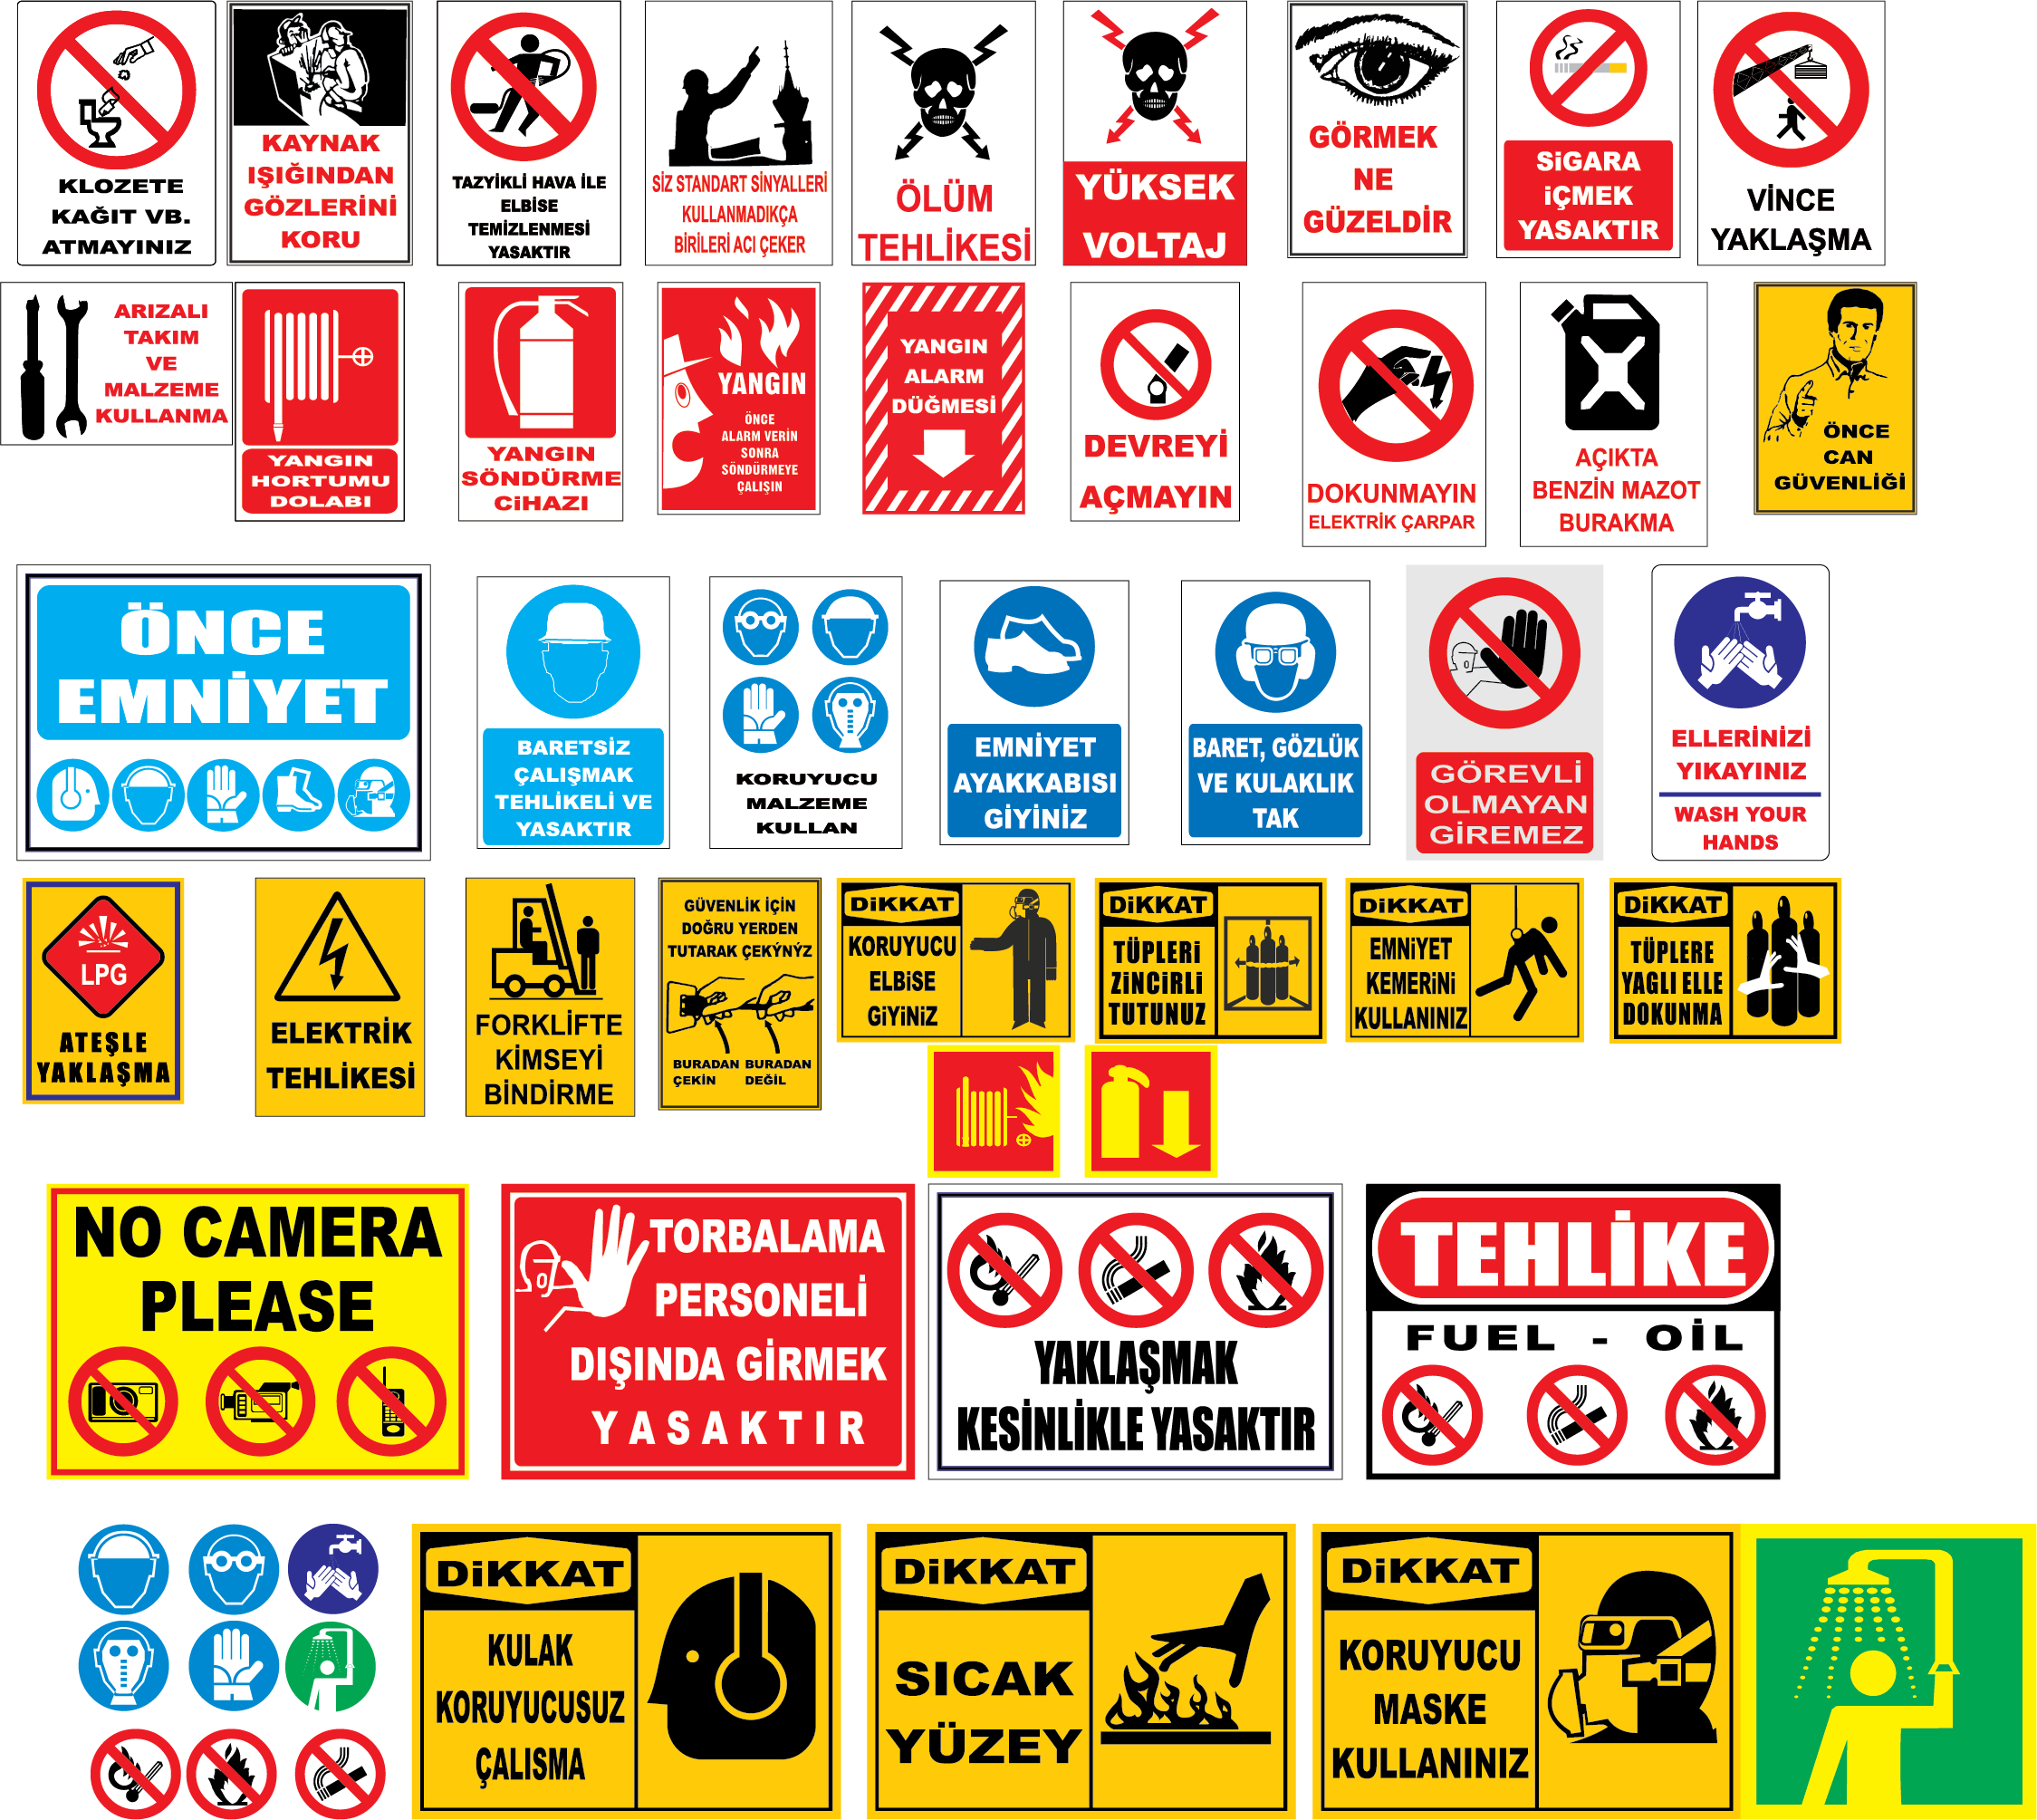 KLOZETE
KAĞIT VB.
ATMAYINIZ
KAYNAK
IŞIĞINDAN
GÖZLERİNİ
KORU
TAZYİKLİ HAVA İLE
ELBİSE
TEMİZLENMESİ
YASAKTIR
SİZ STANDART SİNYALLERİ
KULLANMADIKÇA
BİRİLERİ ACI ÇEKER
ÖLÜM
TEHLİKESİ
YÜKSEK
VOLTAJ
GÖRMEK
NE
GÜZELDİR
SiGARA
iÇMEK
YASAKTIR
VİNCE
YAKLAŞMA
ARIZALI
TAKIM
VE
MALZEME
KULLANMA
YANGIN
HORTUMU
DOLABI
YANGIN
SÖNDÜRME
CiHAZI
YANGIN
ÖNCE
ALARM VERİN
SONRA
SÖNDÜRMEYE
ÇALIŞIN
YANGIN
ALARM
DÜĞMESİ
DEVREYİ
AÇMAYIN
DOKUNMAYIN
ELEKTRİK ÇARPAR
AÇIKTA
BENZİN MAZOT
BURAKMA
ÖNCE
CAN
GÜVENLİĞİ
ÖNCE
EMNİYET
BARETSİZ
ÇALIŞMAK
TEHLİKELİ VE
YASAKTIR
KORUYUCU
MALZEME
KULLAN
EMNİYET
AYAKKABISI
GİYİNİZ
BARET, GÖZLÜK
VE KULAKLIK
TAK
GÖREVLİ
OLMAYAN
GİREMEZ
ELLERİNİZİ
YIKAYINIZ
WASH YOUR
HANDS
LPG
ATEŞLE
YAKLAŞMA
ELEKTRİK
TEHLİKESİ
FORKLİFTE
KİMSEYİ
BİNDİRME
GÜVENLİK İÇİN
DOĞRU YERDEN
TUTARAK ÇEKÝNÝZ
BURADAN BURADAN
ÇEKİN DEĞİL
DiKKAT
KORUYUCU
ELBiSE
GiYiNiZ
DiKKAT
TÜPLERi
ZiNCiRLi
TUTUNUZ
DiKKAT
EMNiYET
KEMERiNi
KULLANINIZ
DiKKAT
TÜPLERE
YAGLI ELLE
DOKUNMA
NO CAMERA
PLEASE
TORBALAMA
PERSONELİ
DIŞINDA GİRMEK
YASAKTIR
YAKLAŞMAK
KESİNLİKLE YASAKTIR
TEHLİKE
FUEL - OİL
DiKKAT
KULAK
KORUYUCUSUZ
ÇALISMA
DiKKAT
SICAK
YÜZEY
DiKKAT
KORUYUCU
MASKE
KULLANINIZ